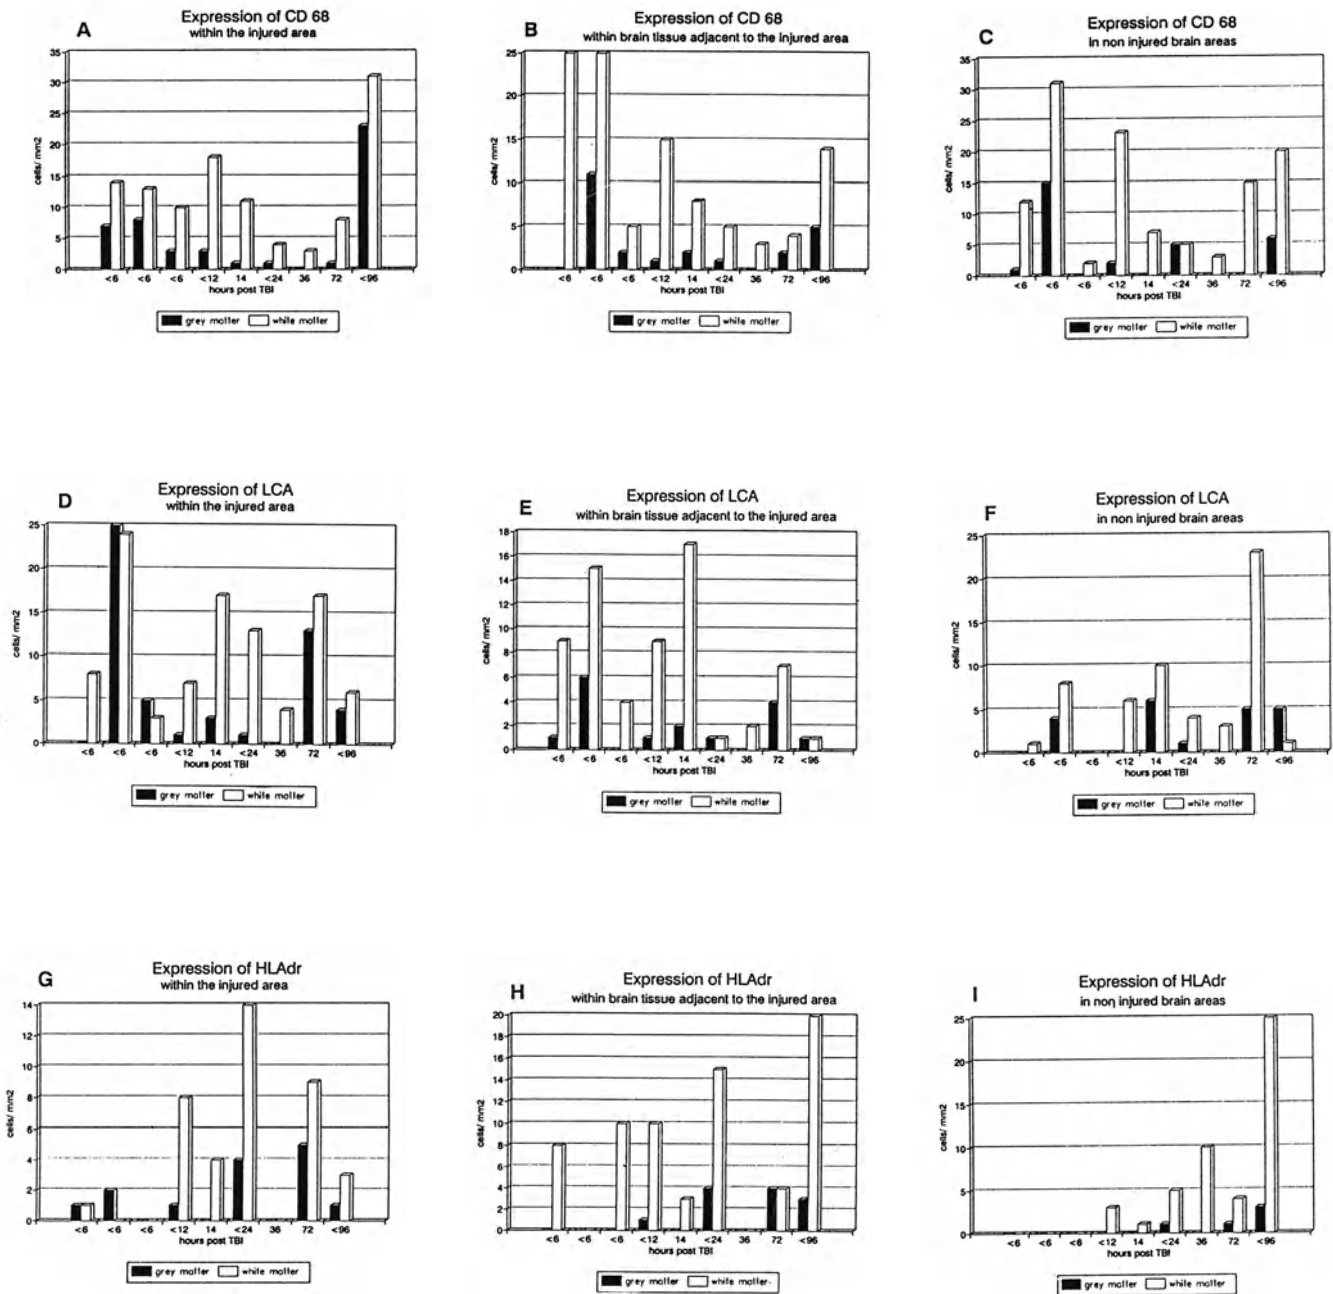 A
Expression of CD 68
within the injured area
35
30
25
20
15
10
5
0
cells/ mm2
<6 <6 <6 <12 14 <24 36 72 <96
hours post TBI
grey matter white matter
B
Expression of CD 68
within brain tissue adjacent to the injured area
25
20
15
10
5
0
cells/ mm2
<6 <6 <6 <12 14 <24 36 72 <96
hours post TBI
grey matter white matter
C
Expression of CD 68
in non injured brain areas
35
30
25
20
15
10
5
0
cells/ mm2
<6 <6 <6 <12 14 <24 36 72 <96
hours post TBI
grey matter white matter
D
Expression of LCA
within the injured area
25
20
15
10
5
0
cells/ mm2
<6 <6 <6 <12 14 <24 36 72 <96
hours post TBI
grey matter white matter
E
Expression of LCA
within brain tissue adjacent to the injured area
18
16
14
12
10
8
6
4
2
0
cells/ mm2
<6 <6 <6 <12 14 <24 36 72 <96
hours post TBI
grey matter white matter
F
Expression of LCA
in non injured brain areas
25
20
15
10
5
0
cells/ mm2
<6 <6 <6 <12 14 <24 36 72 <96
hours post TBI
grey matter white matter
G
Expression of HLAdr
within the injured area
14
12
10
8
6
4
2
0
cells/ mm2
<6 <6 <6 <12 14 <24 36 72 <96
hours post TBI
grey matter white matter
H
Expression of HLAdr
within brain tissue adjacent to the injured area
20
18
16
14
12
10
8
6
4
2
0
cells/ mm2
<6 <6 <6 <12 14 <24 36 72 <96
hours post TBI
grey matter white matter
I
Expression of HLAdr
in non injured brain areas
25
20
15
10
5
0
cells/ mm2
<6 <6 <6 <12 14 <24 36 72 <96
hours post TBI
grey matter white matter